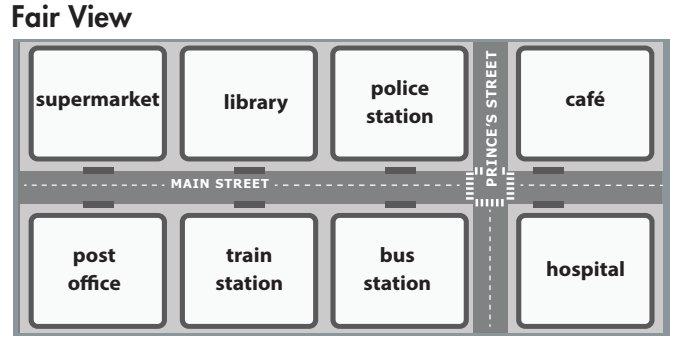 Fair View
supermarket
library
police
station
PRINCE'S STREET
café
MAIN STREET
post
office
train
station
bus
station
hospital